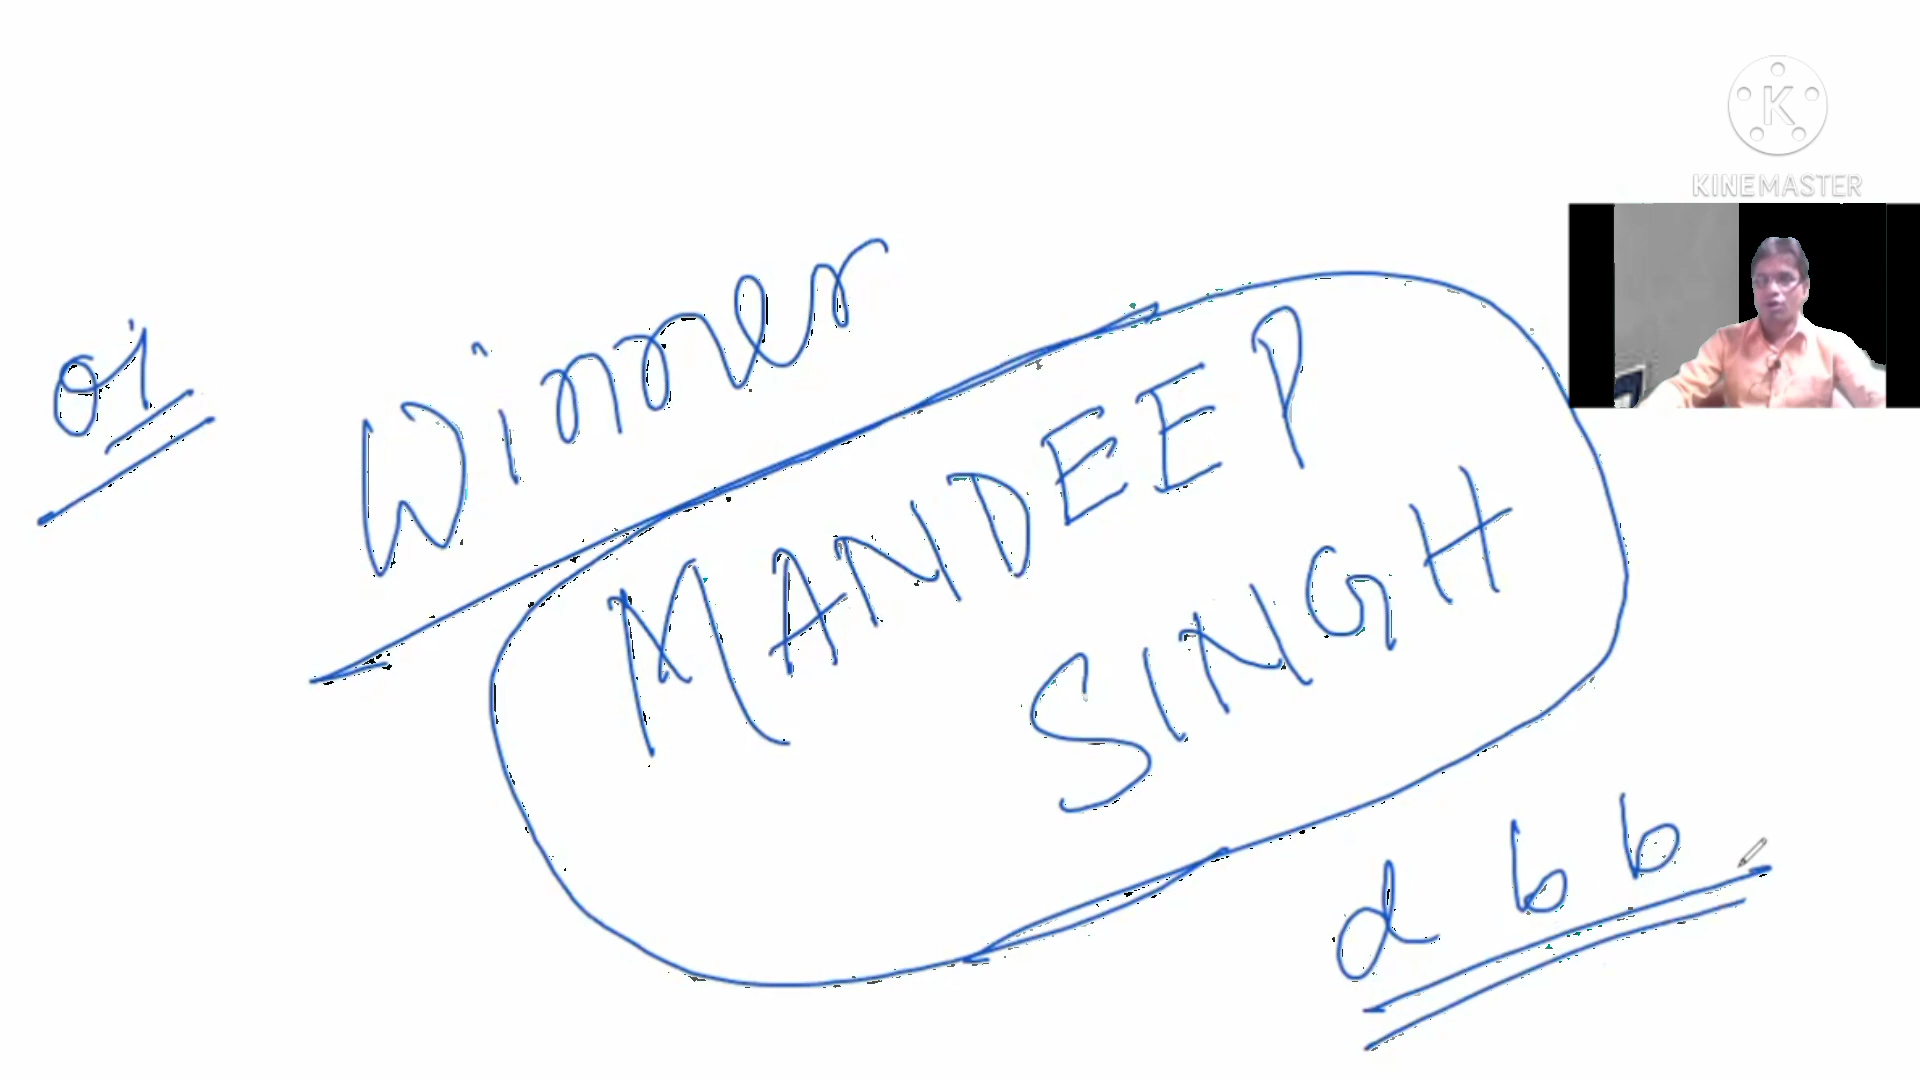 KINEMASTER
01
Winner
MANDEEP
SINGH
d b b